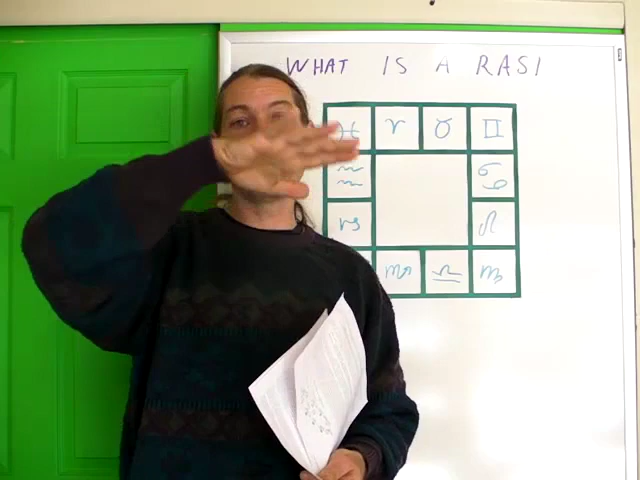 WHAT IS A RASI
♓ ♈ ♉ ♊
♒ ♋
♑ ♌
♏ ♎ ♍